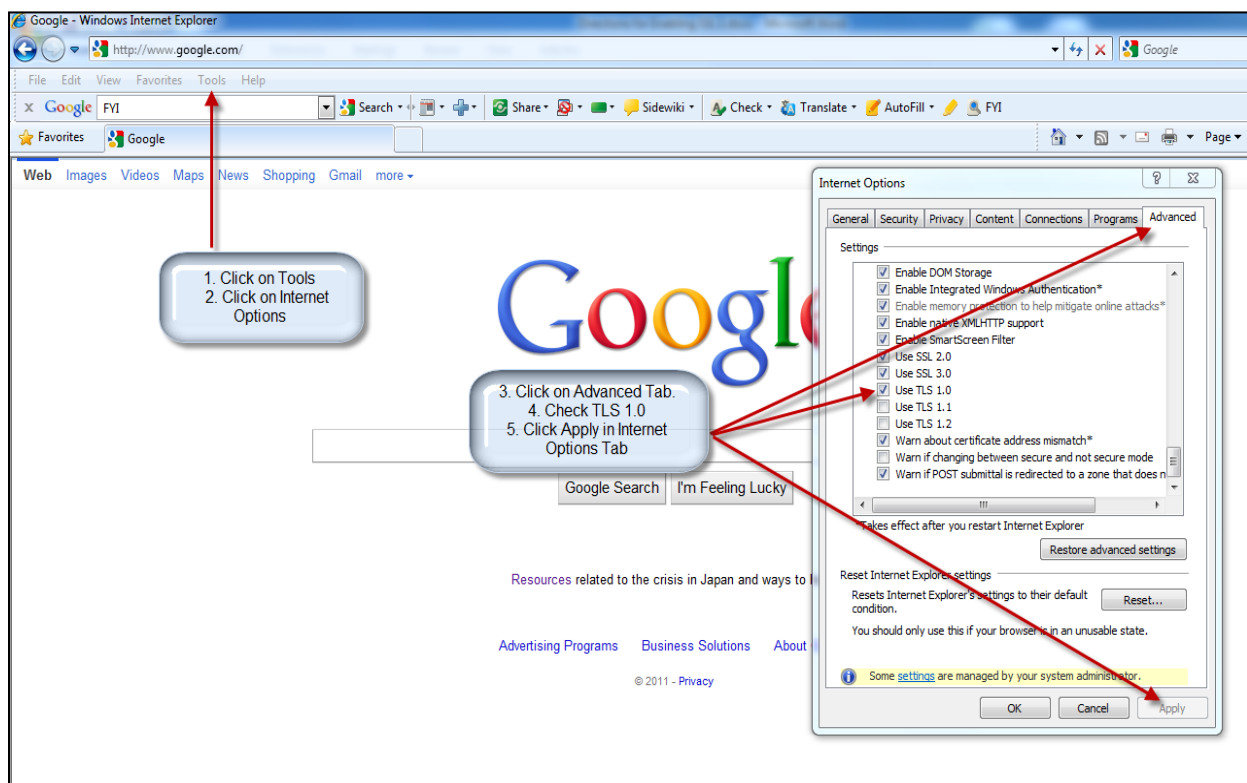 Google - Windows Internet Explorer
http://www.google.com/
Google
File Edit View Favorites Tools Help
x Google FYI Search Share Sidewiki Check Translate AutoFill FYI
Favorites Google Page
Web Images Videos Maps News Shopping Gmail more
1. Click on Tools
2. Click on Internet
Options
Google
3. Click on Advanced Tab.
4. Check TLS 1.0
5. Click Apply in Internet
Options Tab
Google Search I'm Feeling Lucky
Resources related to the crisis in Japan and ways to
Advertising Programs Business Solutions About
© 2011 - Privacy
Internet Options
General Security Privacy Content Connections Programs Advanced
Settings
Enable DOM Storage
Enable Integrated Windows Authentication*
Enable memory protection to help mitigate online attacks*
Enable native XMLHTTP support
Enable SmartScreen Filter
Use SSL 2.0
Use SSL 3.0
Use TLS 1.0
Use TLS 1.1
Use TLS 1.2
Warn about certificate address mismatch*
Warn if changing between secure and not secure mode
Warn if POST submittal is redirected to a zone that does n
*Takes effect after you restart Internet Explorer
Restore advanced settings
Reset Internet Explorer settings
Resets Internet Explorer's settings to their default
condition.
Reset...
You should only use this if your browser is in an unusable state.
Some settings are managed by your system administrator.
OK Cancel Apply